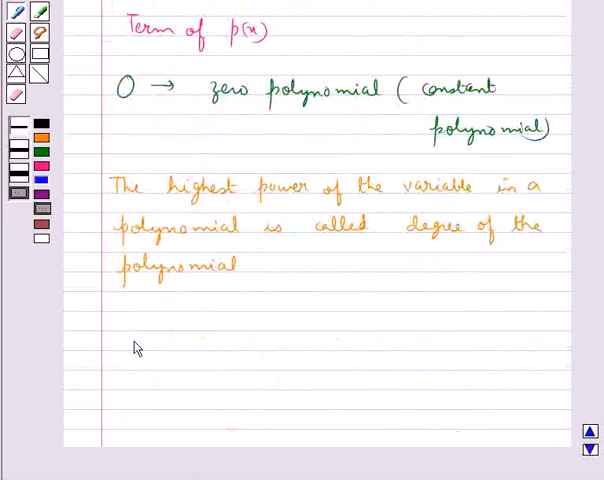 Term of p(x)
0 → zero polynomial ( constant
polynomial)
The highest power of the variable in a
polynomial is called degree of the
polynomial